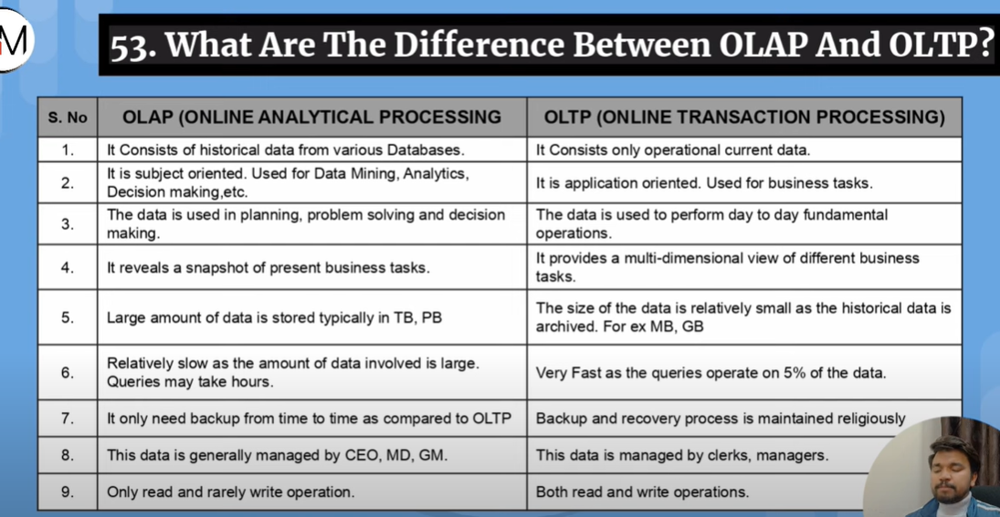 M
53. What Are The Difference Between OLAP And OLTP?
S. No OLAP (ONLINE ANALYTICAL PROCESSING OLTP (ONLINE TRANSACTION PROCESSING)
1. It Consists of historical data from various Databases. It Consists only operational current data.
2. It is subject oriented. Used for Data Mining, Analytics,
Decision making,etc.
It is application oriented. Used for business tasks.
3. The data is used in planning, problem solving and decision
making.
The data is used to perform day to day fundamental
operations.
4. It reveals a snapshot of present business tasks.
It provides a multi-dimensional view of different business
tasks.
5. Large amount of data is stored typically in TB, PB
The size of the data is relatively small as the historical data is
archived. For ex MB, GB
6. Relatively slow as the amount of data involved is large.
Queries may take hours.
Very Fast as the queries operate on 5% of the data.
7. It only need backup from time to time as compared to OLTP Backup and recovery process is maintained religiously
8. This data is generally managed by CEO, MD, GM. This data is managed by clerks, managers.
9. Only read and rarely write operation. Both read and write operations.